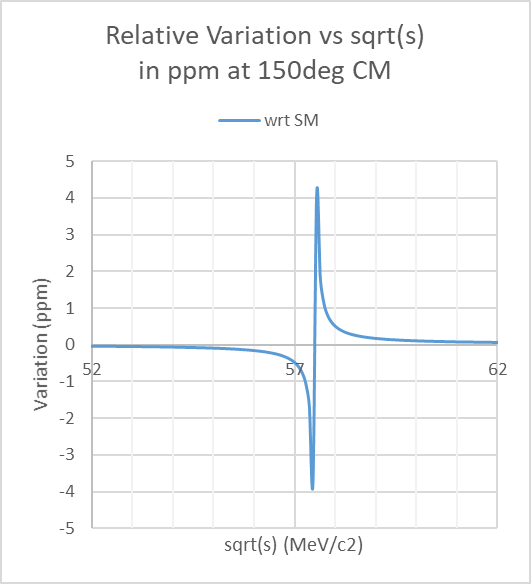 Relative Variation vs sqrt(s)
in ppm at 150deg CM
wrt SM
5
4
3
2
1
0
-1
-2
-3
-4
-5
Variation (ppm)
52
57
62
sqrt(s) (MeV/c2)